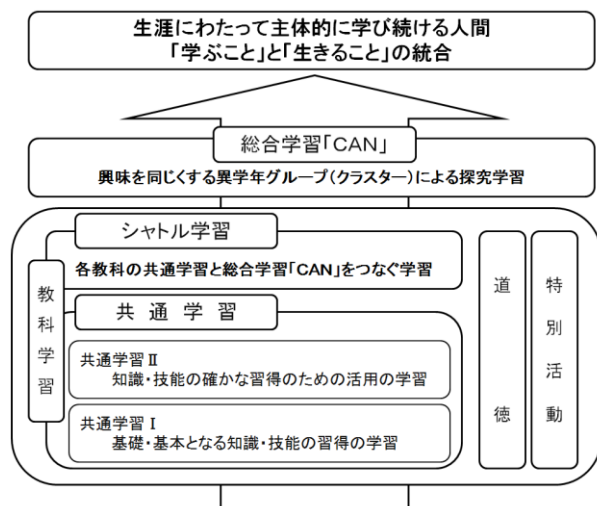 生涯にわたって主体的に学び続ける人間
「学ぶこと」と「生きること」の統合
総合学習「CAN」
興味を同じくする異学年グループ（クラスター）による探究学習
シャトル学習
各教科の共通学習と総合学習「CAN」をつなぐ学習
教科学習
共通学習
共通学習Ⅱ
知識・技能の確かな習得のための活用の学習
共通学習Ⅰ
基礎・基本となる知識・技能の習得の学習
道徳
特別活動